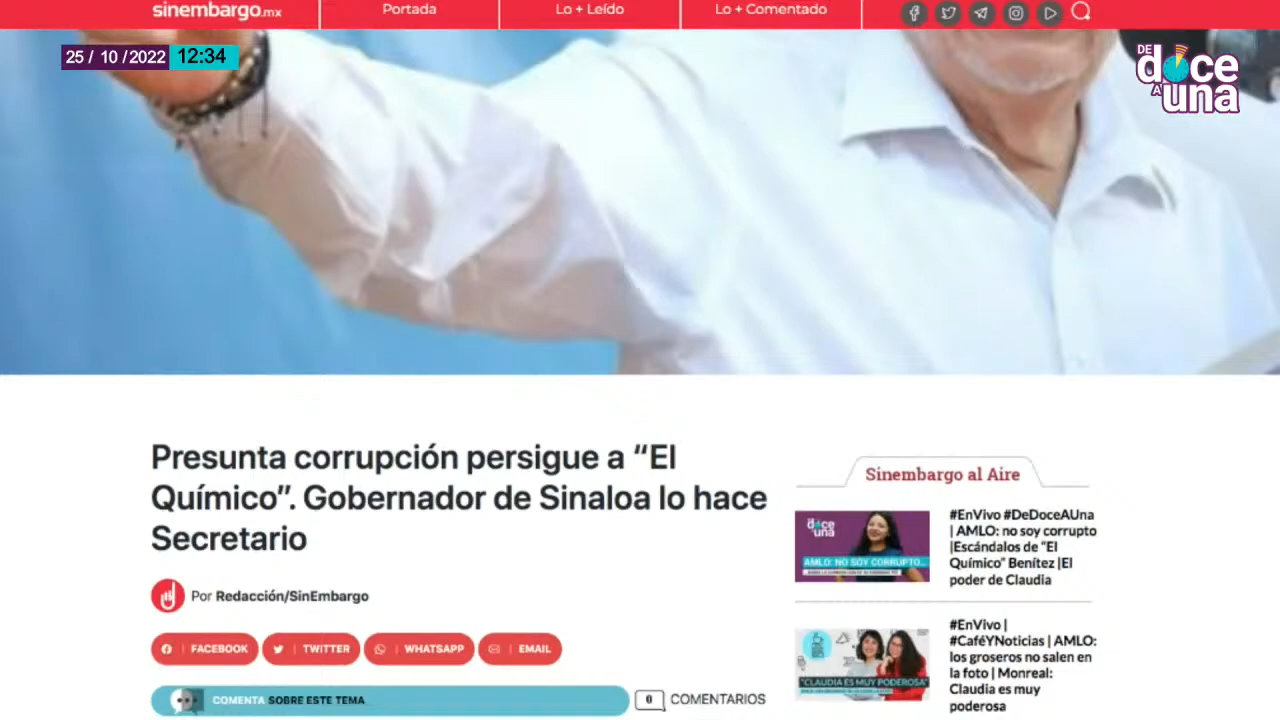 sinembargo.mx
Portada
Lo + Leído
Lo + Comentado
25 / 10 /2022 12:34
DE
doce
A
una
Presunta corrupción persigue a “El
Químico”. Gobernador de Sinaloa lo hace
Secretario
Por Redacción/SinEmbargo
FACEBOOK
TWITTER
WHATSAPP
EMAIL
COMENTA SOBRE ESTE TEMA
0 COMENTARIOS
Sinembargo al Aire
doce
una
AMLO: NO SOY CORRUPTO...
#EnVivo #DeDoceAUna
| AMLO: no soy corrupto
|Escándalos de “El
Químico” Benítez |El
poder de Claudia
"CLAUDIA ES MUY PODEROSA"
#EnVivo |
#CaféYNoticias | AMLO:
los groseros no salen en
la foto | Monreal:
Claudia es muy
poderosa